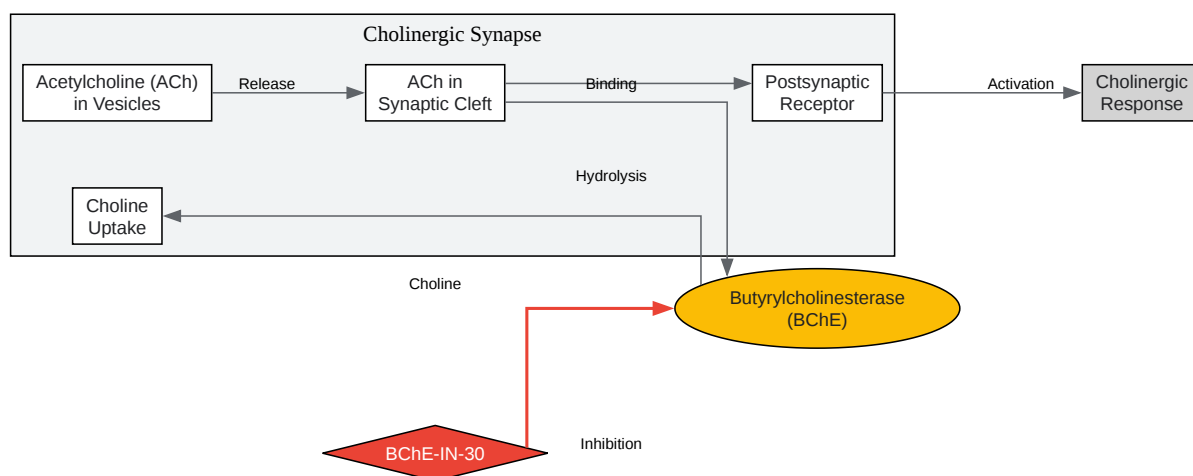 Cholinergic Synapse
Acetylcholine (ACh)
in Vesicles
Release
ACh in
Synaptic Cleft
Binding
Postsynaptic
Receptor
Activation
Cholinergic
Response
Hydrolysis
Choline
Uptake
Choline
Butyrylcholinesterase
(BChE)
BChE-IN-30
Inhibition